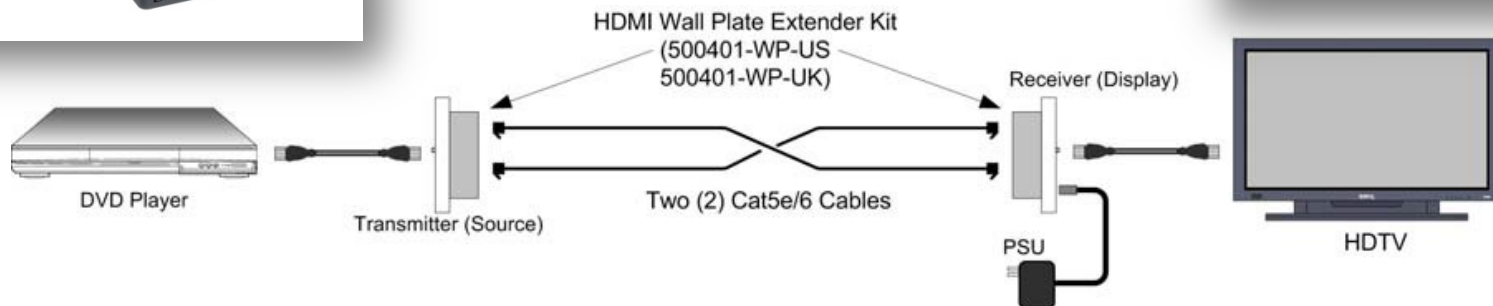 HDMI Wall Plate Extender Kit
(500401-WP-US
500401-WP-UK)
Receiver (Display)
DVD Player
Transmitter (Source)
Two (2) Cat5e/6 Cables
PSU
HDTV